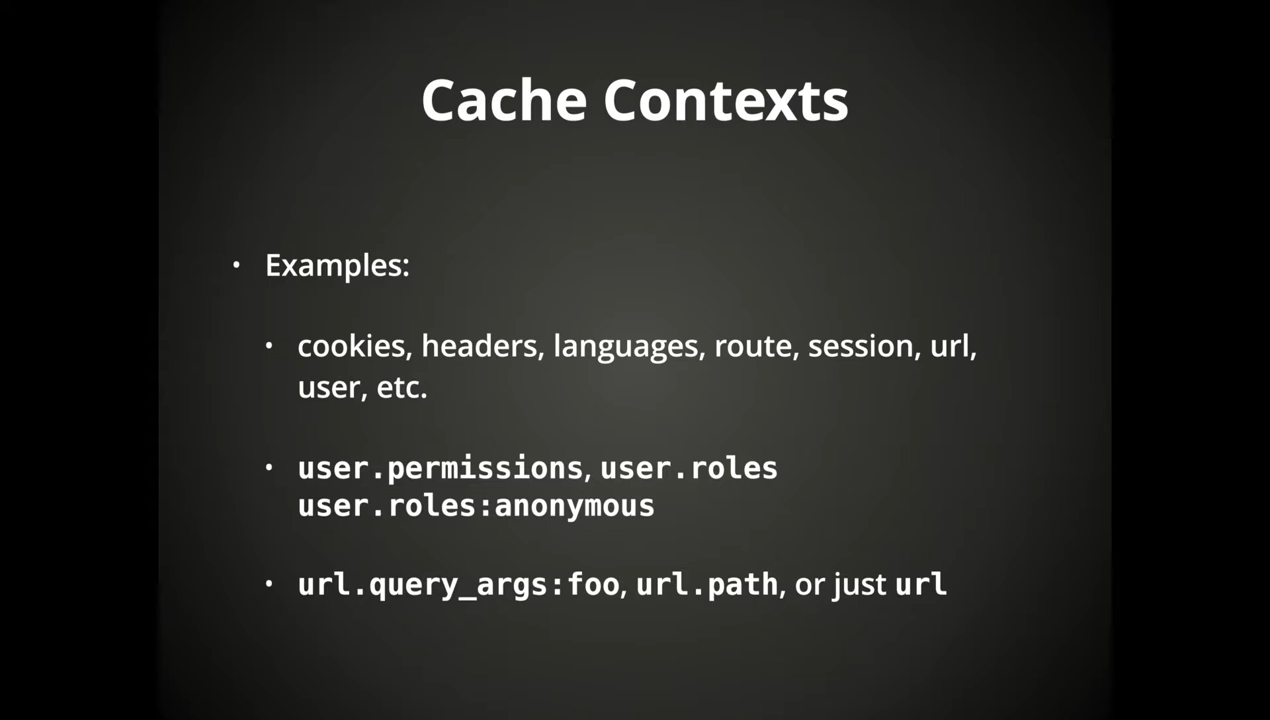 Cache Contexts
• Examples:
• cookies, headers, languages, route, session, url,
user, etc.
• user.permissions, user.roles
user.roles:anonymous
• url.query_args:foo, url.path, or just url